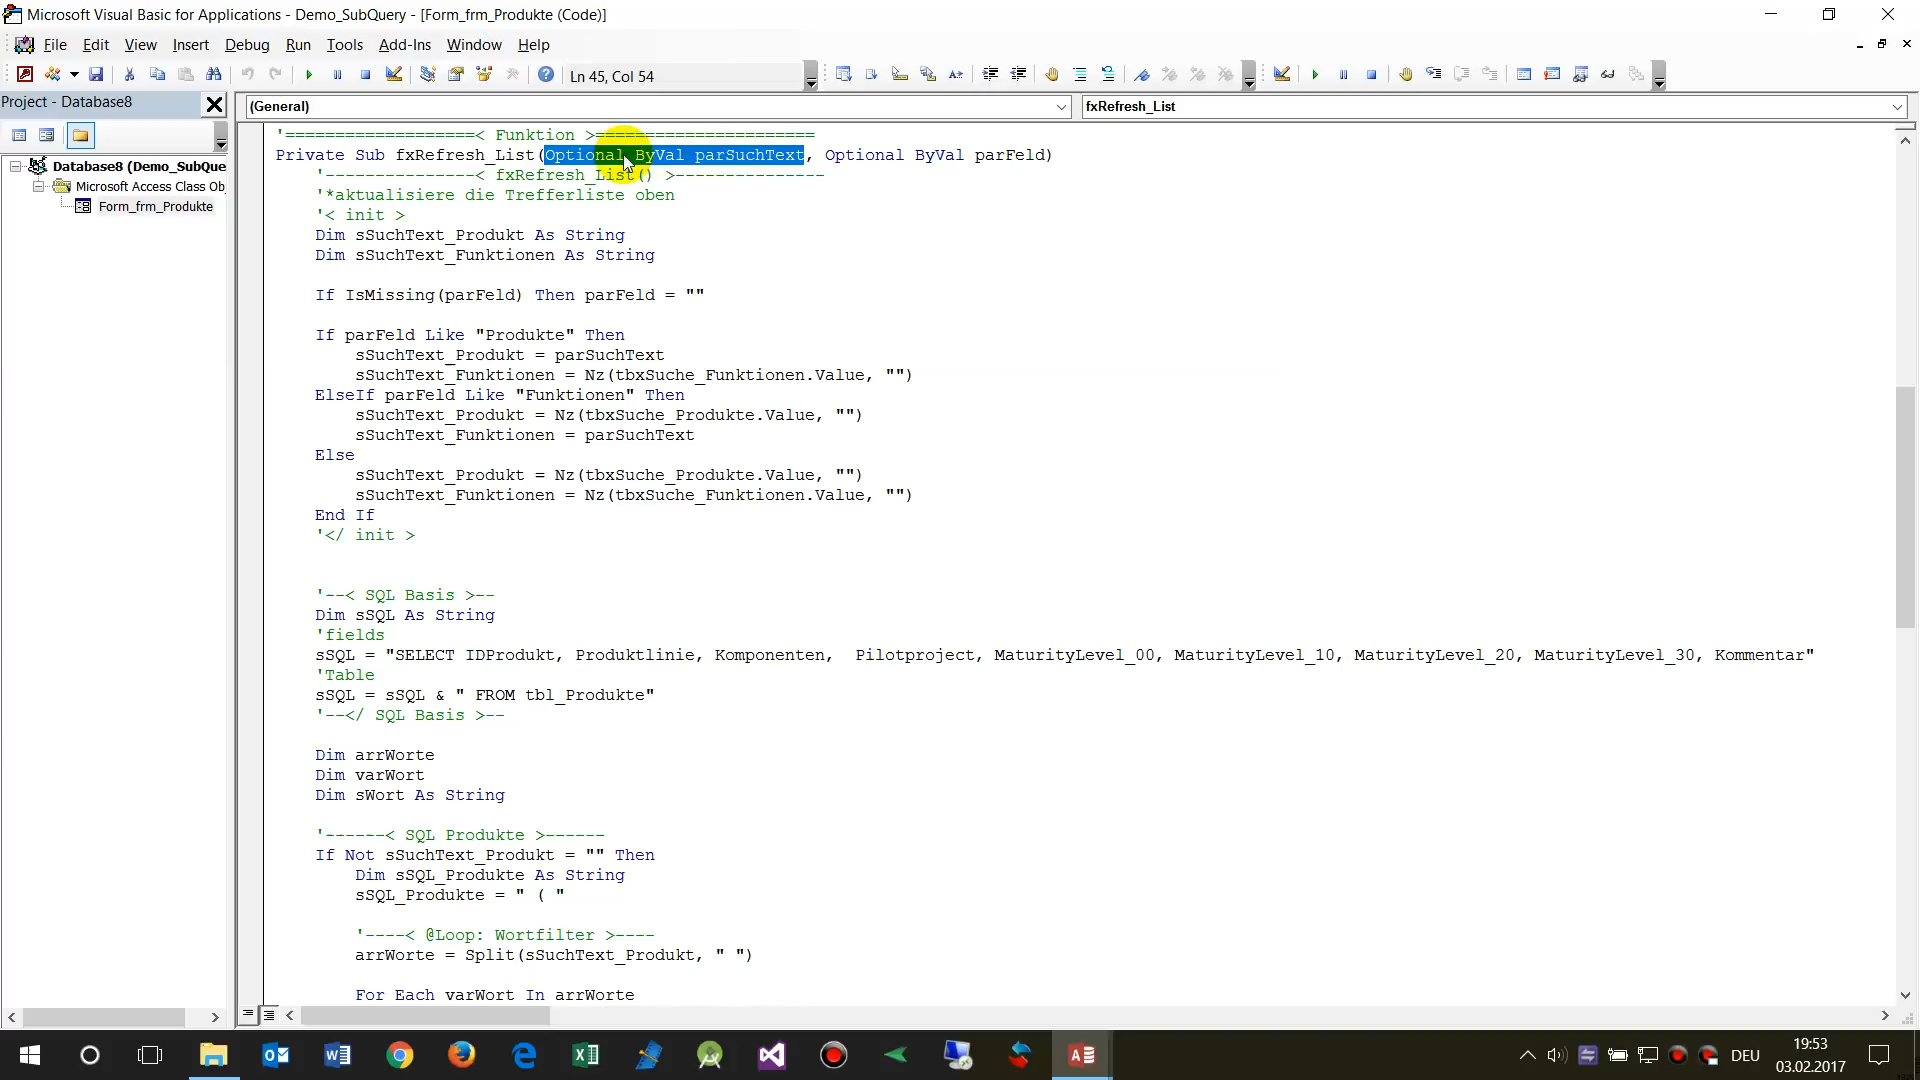 Microsoft Visual Basic for Applications - Demo_SubQuery - [Form_frm_Produkte (Code)]
File Edit View Insert Debug Run Tools Add-Ins Window Help
Ln 45, Col 54
Project - Database8
(General)
fxRefresh_List
Database8 (Demo_SubQue
Microsoft Access Class Ob
Form_frm_Produkte
'===================< Funktion >======================
Private Sub fxRefresh_List(Optional ByVal parSuchText, Optional ByVal parFeld)
'---------------< fxRefresh_List() >---------------
'*aktualisiere die Trefferliste oben
'< init >
Dim sSuchText_Produkt As String
Dim sSuchText_Funktionen As String
If IsMissing(parFeld) Then parFeld = ""
If parFeld Like "Produkte" Then
sSuchText_Produkt = parSuchText
sSuchText_Funktionen = Nz(tbxSuche_Funktionen.Value, "")
ElseIf parFeld Like "Funktionen" Then
sSuchText_Produkt = Nz(tbxSuche_Produkte.Value, "")
sSuchText_Funktionen = parSuchText
Else
sSuchText_Produkt = Nz(tbxSuche_Produkte.Value, "")
sSuchText_Funktionen = Nz(tbxSuche_Funktionen.Value, "")
End If
'</ init >
'--< SQL Basis >--
Dim sSQL As String
'fields
sSQL = "SELECT IDProdukt, Produktlinie, Komponenten,  Pilotproject, MaturityLevel_00, MaturityLevel_10, MaturityLevel_20, MaturityLevel_30, Kommentar"
'Table
sSQL = sSQL & " FROM tbl_Produkte"
'--</ SQL Basis >--
Dim arrWorte
Dim varWort
Dim sWort As String
'------< SQL Produkte >------
If Not sSuchText_Produkt = "" Then
Dim sSQL_Produkte As String
sSQL_Produkte = " ( "
'----< @Loop: Wortfilter >----
arrWorte = Split(sSuchText_Produkt, " ")
For Each varWort In arrWorte
DEU
19:53
03.02.2017